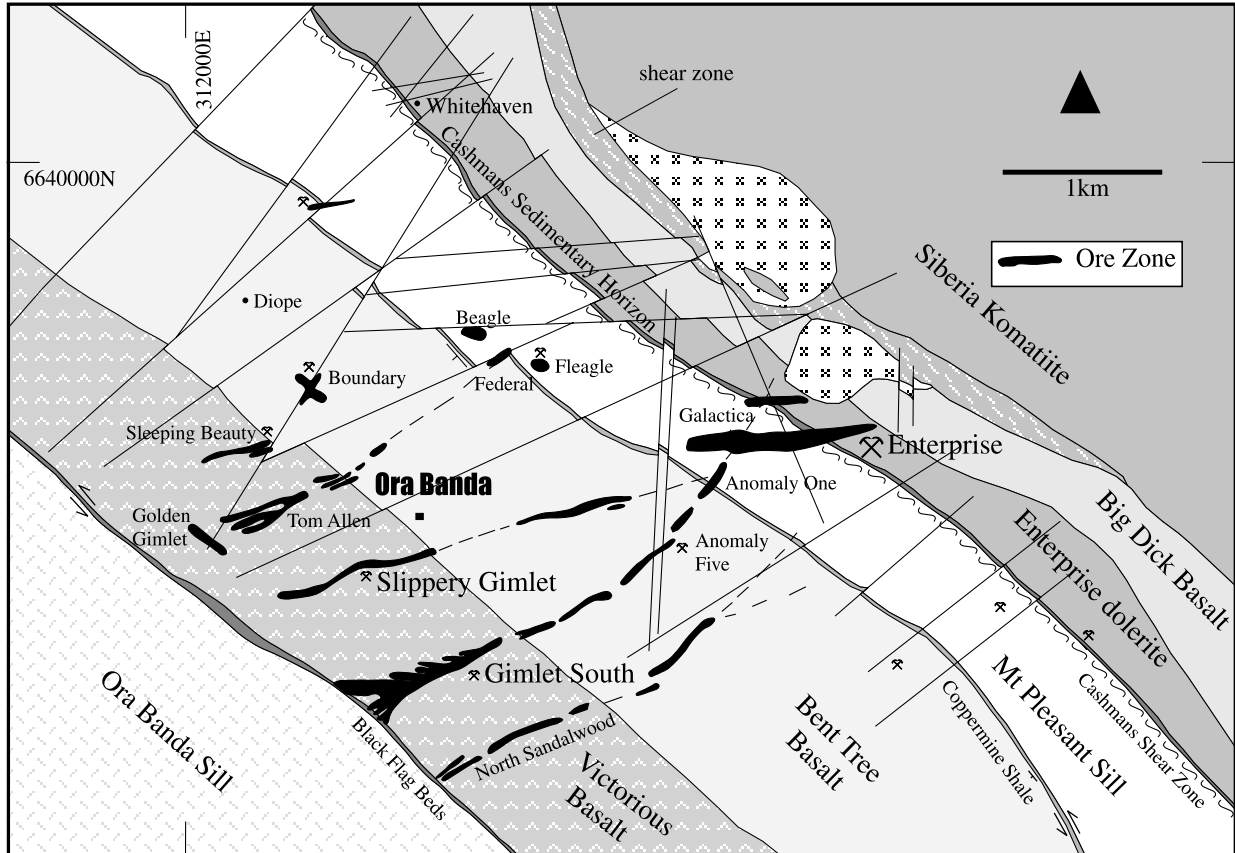 312000E
shear zone
Whitehaven
6640000N
1km
Cashmans Sedimentary Horizon
Siberia Komatiite
Ore Zone
Diope
Beagle
Fleagle
Federal
Boundary
Galactica
Sleeping Beauty
Enterprise
Ora Banda
Anomaly One
Golden
Gimlet
Tom Allen
Anomaly
Five
Slippery Gimlet
Big Dick Basalt
Enterprise dolerite
Gimlet South
Ora Banda Sill
Black Flag Beds
North Sandalwood
Victorious
Basalt
Bent Tree
Basalt
Coppermine Shale
Mt Pleasant Sill
Cashmans Shear Zone